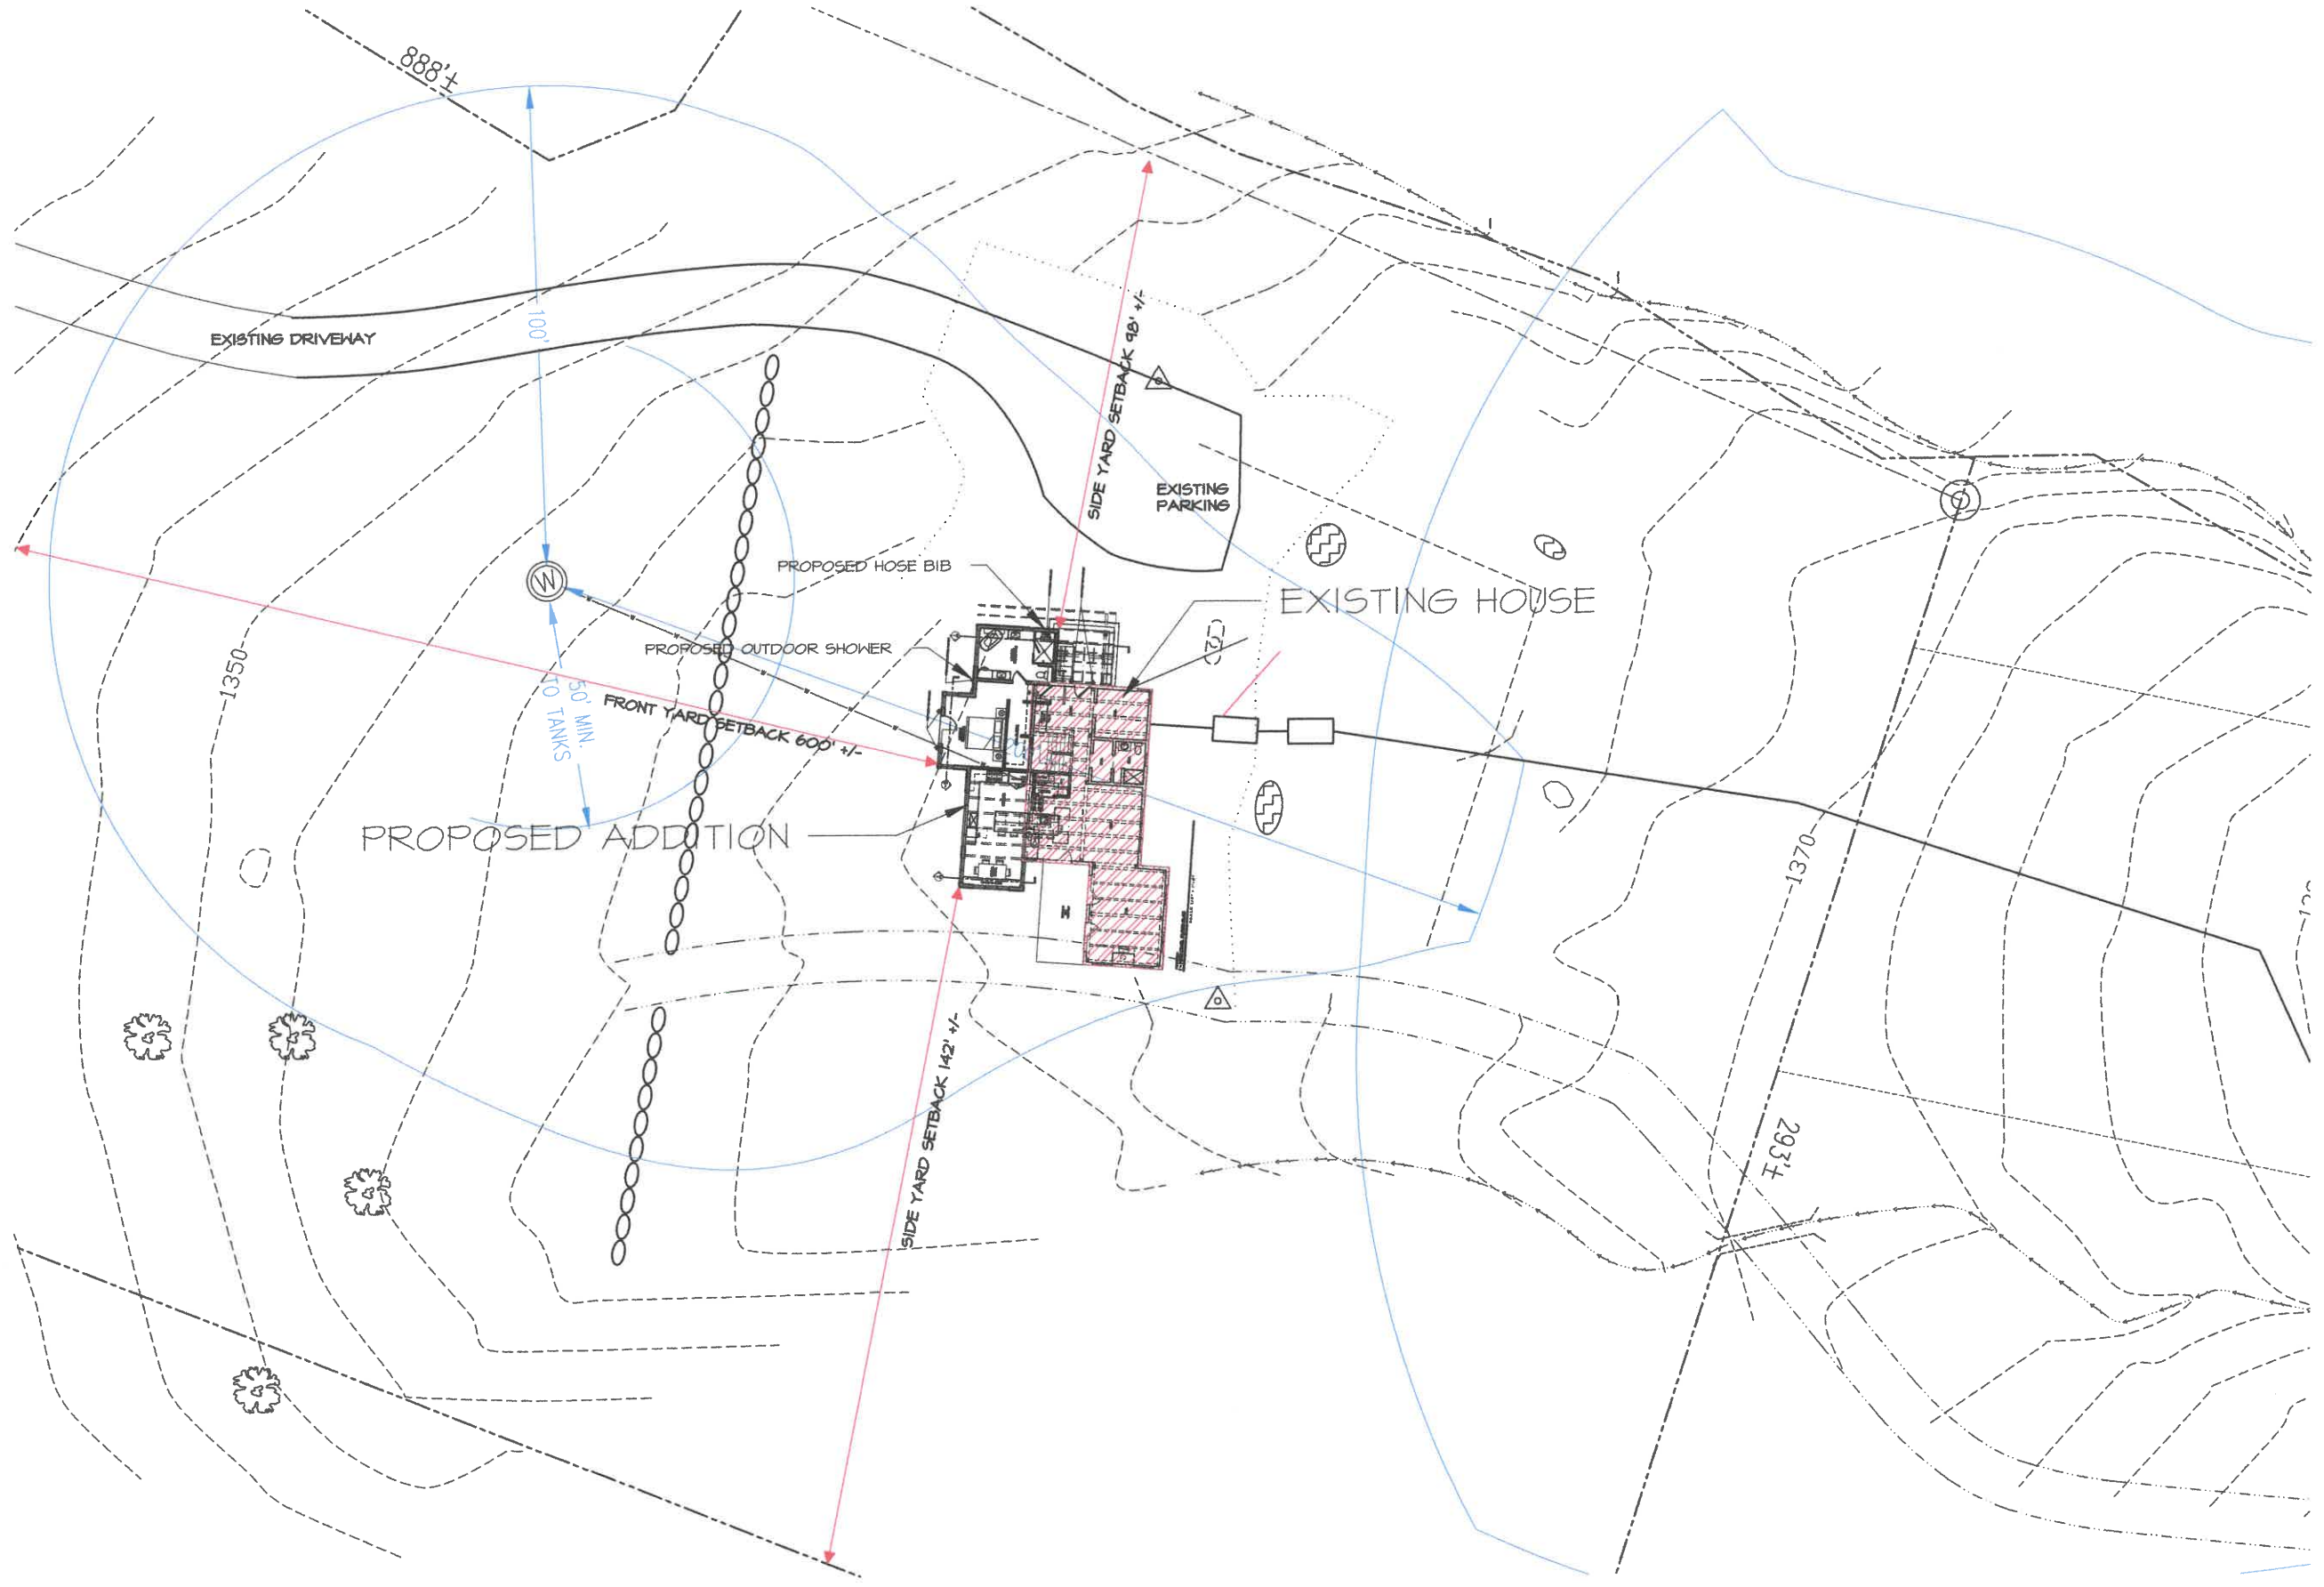 888'±
EXISTING DRIVEWAY
100'
SIDE YARD SETBACK 98' +/-
EXISTING
PARKING
PROPOSED HOSE BIB
W
EXISTING HOUSE
PROPOSED OUTDOOR SHOWER
1350
50' MIN.
TO TANKS
FRONT YARD SETBACK 600' +/-
PROPOSED ADDITION
1370
SIDE YARD SETBACK 142' +/-
293'±